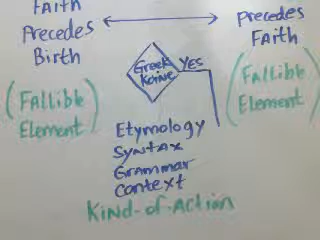 Faith
Precedes
Birth
(Fallible
Element)
Greek
Koine
Yes
Precedes
Faith
(Fallible
Element)
Etymology
Syntax
Grammar
Context
Kind-of-Action